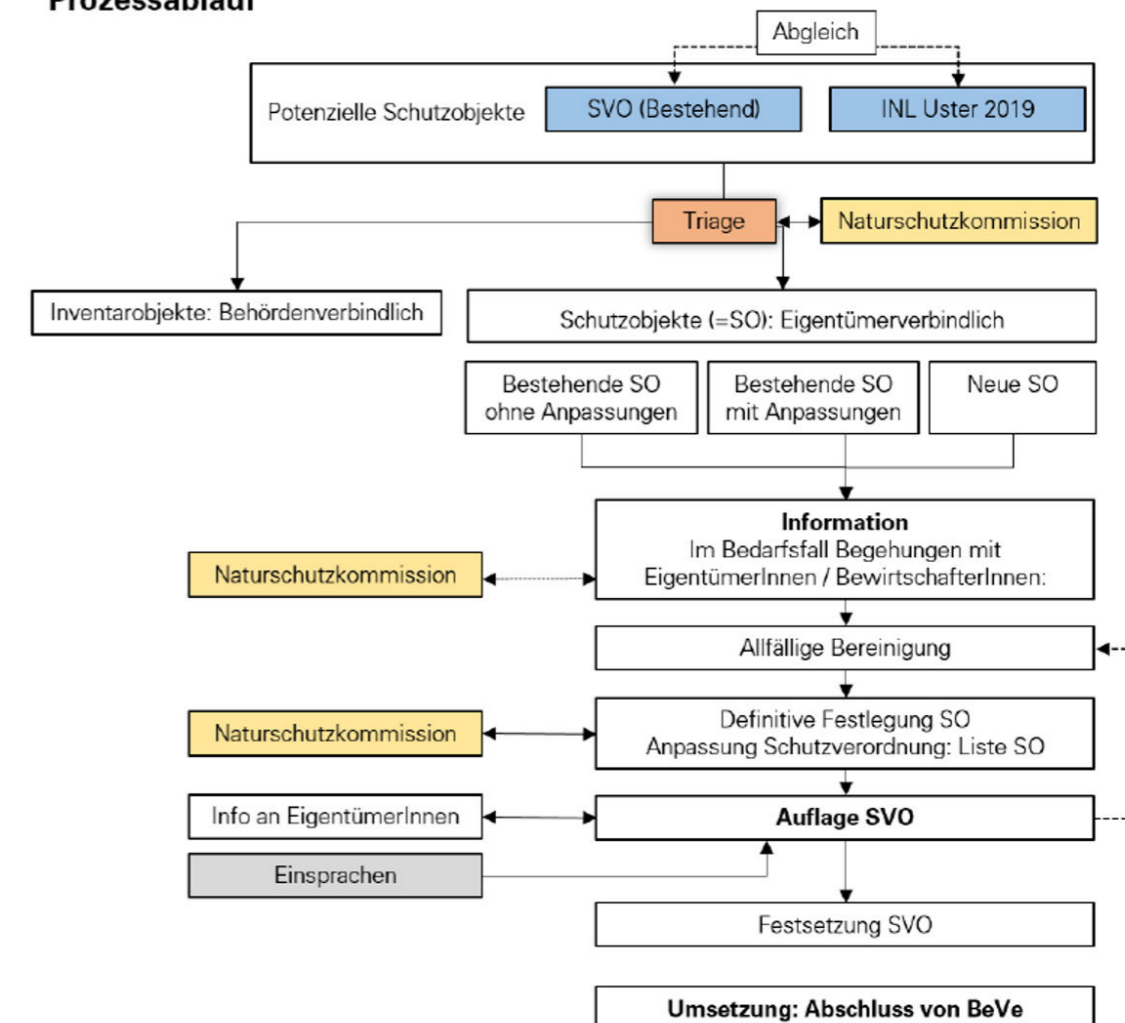 Prozessablauf
Abgleich
Potenzielle Schutzobjekte
SVO (Bestehend)
INL Uster 2019
Triage
Naturschutzkommission
Inventarobjekte: Behördenverbindlich
Schutzobjekte (=SO): Eigentümerverbindlich
Bestehende SO
ohne Anpassungen
Bestehende SO
mit Anpassungen
Neue SO
Information
Im Bedarfsfall Begehungen mit
EigentümerInnen / BewirtschafterInnen:
Naturschutzkommission
Allfällige Bereinigung
Definitive Festlegung SO
Anpassung Schutzverordnung: Liste SO
Naturschutzkommission
Info an EigentümerInnen
Auflage SVO
Einsprachen
Festsetzung SVO
Umsetzung: Abschluss von BeVe